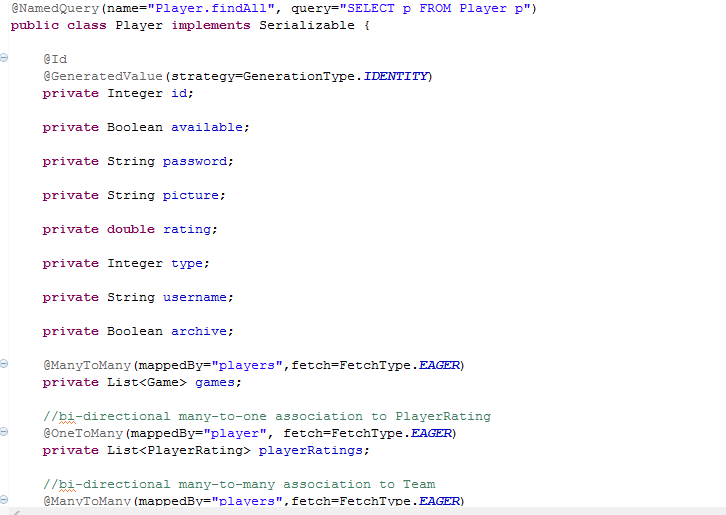 @NamedQuery(name="Player.findAll", query="SELECT p FROM Player p")
public class Player implements Serializable {
@Id
@GeneratedValue(strategy=GenerationType.IDENTITY)
private Integer id;
private Boolean available;
private String password;
private String picture;
private double rating;
private Integer type;
private String username;
private Boolean archive;
@ManyToMany(mappedBy="players",fetch=FetchType.EAGER)
private List<Game> games;
//bi-directional many-to-one association to PlayerRating
@OneToMany(mappedBy="player", fetch=FetchType.EAGER)
private List<PlayerRating> playerRatings;
//bi-directional many-to-many association to Team
@ManyToMany(mappedBy="players",fetch=FetchType.EAGER)